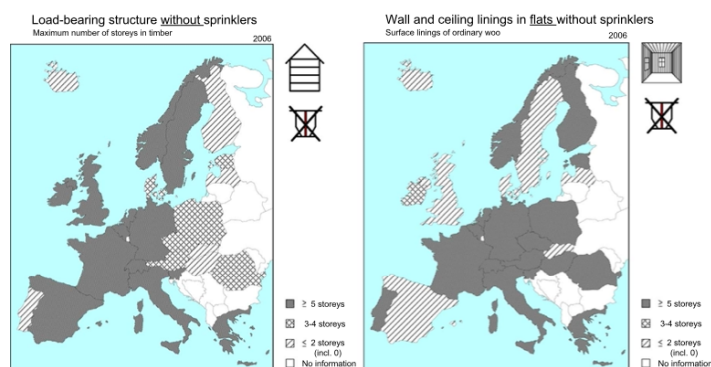 Load-bearing structure without sprinklers
Maximum number of storeys in timber
2006
≥ 5 storeys
3-4 storeys
≤ 2 storeys
(incl. 0)
No information
Wall and ceiling linings in flats without sprinklers
Surface linings of ordinary woo
2006
≥ 5 storeys
3-4 storeys
≤ 2 storeys
(incl. 0)
No information